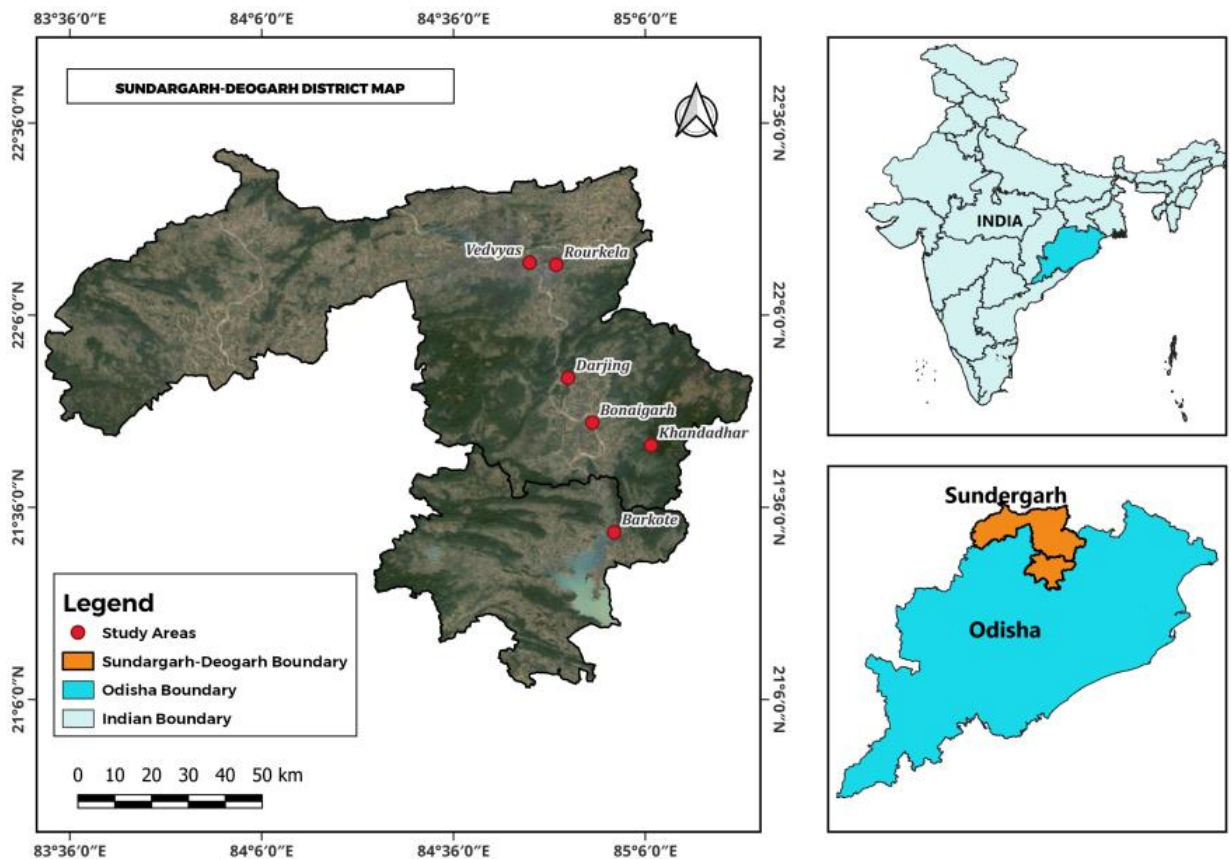 83°36′0″E 84°6′0″E 84°36′0″E 85°6′0″E
SUNDARGARH-DEOGARH DISTRICT MAP
22°36′0″N
22°6′0″N
21°36′0″N
21°6′0″N
22°36′0″N
22°6′0″N
21°36′0″N
21°6′0″N
Vedvyas
Rourkela
Darjing
Bonaigarh
Khandadhar
Barkote
Legend
Study Areas
Sundargarh-Deogarh Boundary
Odisha Boundary
Indian Boundary
0 10 20 30 40 50 km
83°36′0″E 84°6′0″E 84°36′0″E 85°6′0″E
INDIA
Sundergarh
Odisha